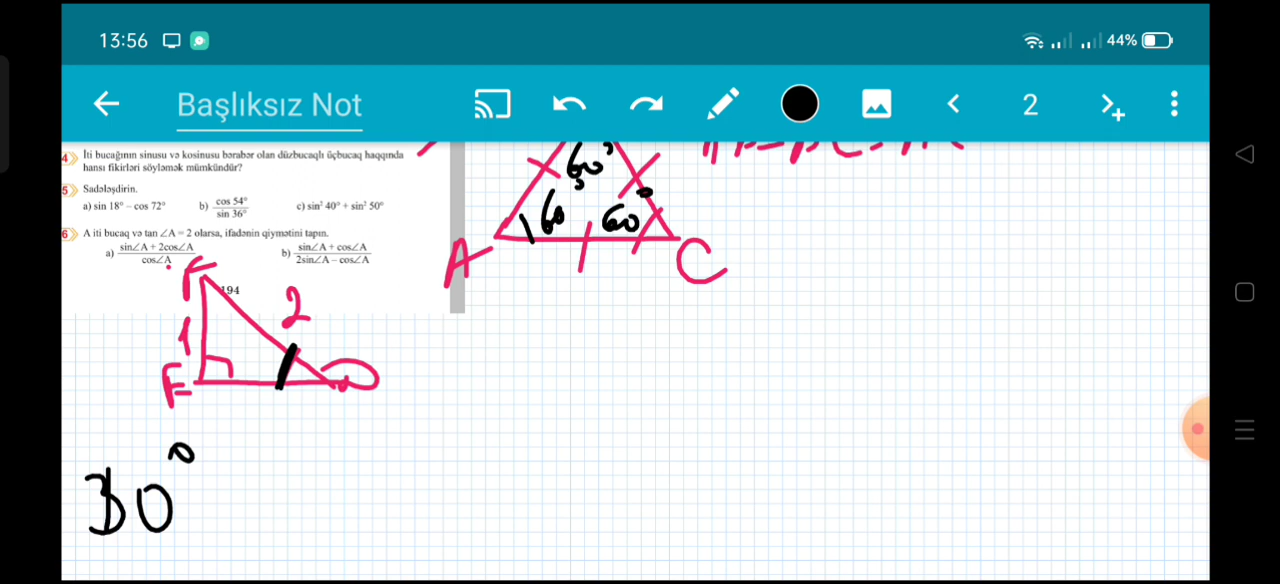 13:56
44%
Başlıksız Not
2
4 İti bucağının sinusu və kosinusu bərabər olan düzbucaqlı üçbucaq haqqında
hansı fikirləri söyləmək mümkündür?
5 Sadələşdirin.
a) sin 18° – cos 72° b) cos 54° / sin 36° c) sin² 40° + sin² 50°
6 A iti bucaq və tan ∠A = 2 olarsa, ifadənin qiymətini tapın.
a) sin∠A + 2cos∠A / cos∠A b) sin∠A + cos∠A / 2sin∠A – cos∠A
194
60°
60 60°
A C
F
2
1
E D
30°